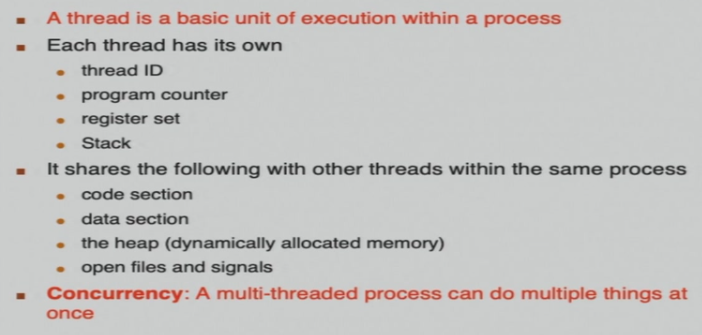 A thread is a basic unit of execution within a process
Each thread has its own
thread ID
program counter
register set
Stack
It shares the following with other threads within the same process
code section
data section
the heap (dynamically allocated memory)
open files and signals
Concurrency: A multi-threaded process can do multiple things at
once